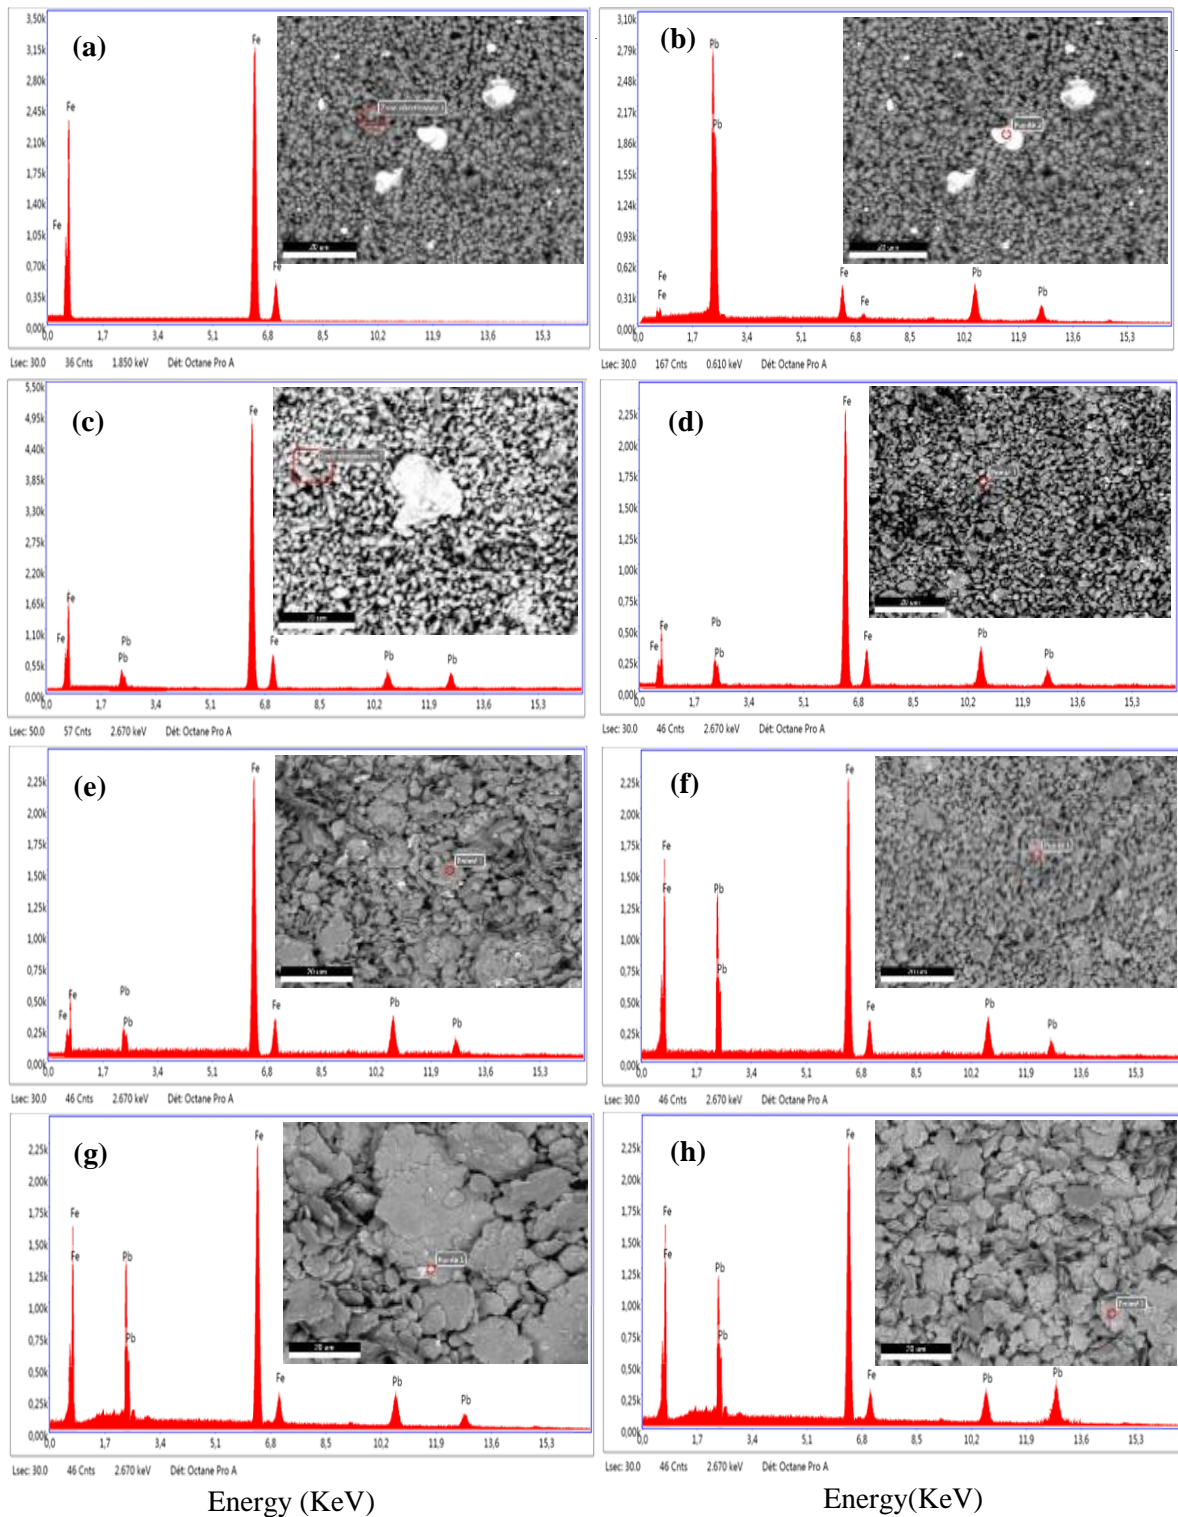 (a)
3,50k
3,15k
2,80k
2,45k
2,10k
1,75k
1,40k
1,05k
0,70k
0,35k
0,00k
Fe
Fe
Fe
Fe
20 um
0,0 1,7 3,4 5,1 6,8 8,5 10,2 11,9 13,6 15,3
Lsec: 30.0 36 Cnts 1.850 keV Dét: Octane Pro A
(b)
3,10k
2,79k
2,48k
2,17k
1,86k
1,55k
1,24k
0,93k
0,62k
0,31k
0,00k
Pb
Pb
Fe
Fe
Fe
Fe
Pb
Pb
20 um
0,0 1,7 3,4 5,1 6,8 8,5 10,2 11,9 13,6 15,3
Lsec: 30.0 167 Cnts 0.610 keV Dét: Octane Pro A
(c)
5,50k
4,95k
4,40k
3,85k
3,30k
2,75k
2,20k
1,65k
1,10k
0,55k
0,00k
Fe
Fe
Pb
Pb
Fe
Fe
Pb
Pb
20 um
0,0 1,7 3,4 5,1 6,8 8,5 10,2 11,9 13,6 15,3
Lsec: 50.0 57 Cnts 2.670 keV Dét: Octane Pro A
(d)
2,25k
2,00k
1,75k
1,50k
1,25k
1,00k
0,75k
0,50k
0,25k
0,00k
Fe
Fe
Pb
Pb
Fe
Fe
Pb
Pb
20 um
0,0 1,7 3,4 5,1 6,8 8,5 10,2 11,9 13,6 15,3
Lsec: 30.0 46 Cnts 2.670 keV Dét: Octane Pro A
(e)
2,25k
2,00k
1,75k
1,50k
1,25k
1,00k
0,75k
0,50k
0,25k
0,00k
Fe
Fe
Pb
Pb
Fe
Fe
Pb
Pb
20 um
0,0 1,7 3,4 5,1 6,8 8,5 10,2 11,9 13,6 15,3
Lsec: 30.0 46 Cnts 2.670 keV Dét: Octane Pro A
(f)
2,25k
2,00k
1,75k
1,50k
1,25k
1,00k
0,75k
0,50k
0,25k
0,00k
Fe
Fe
Pb
Pb
Fe
Fe
Pb
Pb
20 um
0,0 1,7 3,4 5,1 6,8 8,5 10,2 11,9 13,6 15,3
Lsec: 30.0 46 Cnts 2.670 keV Dét: Octane Pro A
(g)
2,25k
2,00k
1,75k
1,50k
1,25k
1,00k
0,75k
0,50k
0,25k
0,00k
Fe
Fe
Pb
Pb
Fe
Fe
Pb
Pb
20 um
0,0 1,7 3,4 5,1 6,8 8,5 10,2 11,9 13,6 15,3
Lsec: 30.0 46 Cnts 2.670 keV Dét: Octane Pro A
(h)
2,25k
2,00k
1,75k
1,50k
1,25k
1,00k
0,75k
0,50k
0,25k
0,00k
Fe
Fe
Pb
Pb
Fe
Fe
Pb
Pb
20 um
0,0 1,7 3,4 5,1 6,8 8,5 10,2 11,9 13,6 15,3
Lsec: 30.0 46 Cnts 2.670 keV Dét: Octane Pro A
Energy (KeV)
Energy(KeV)